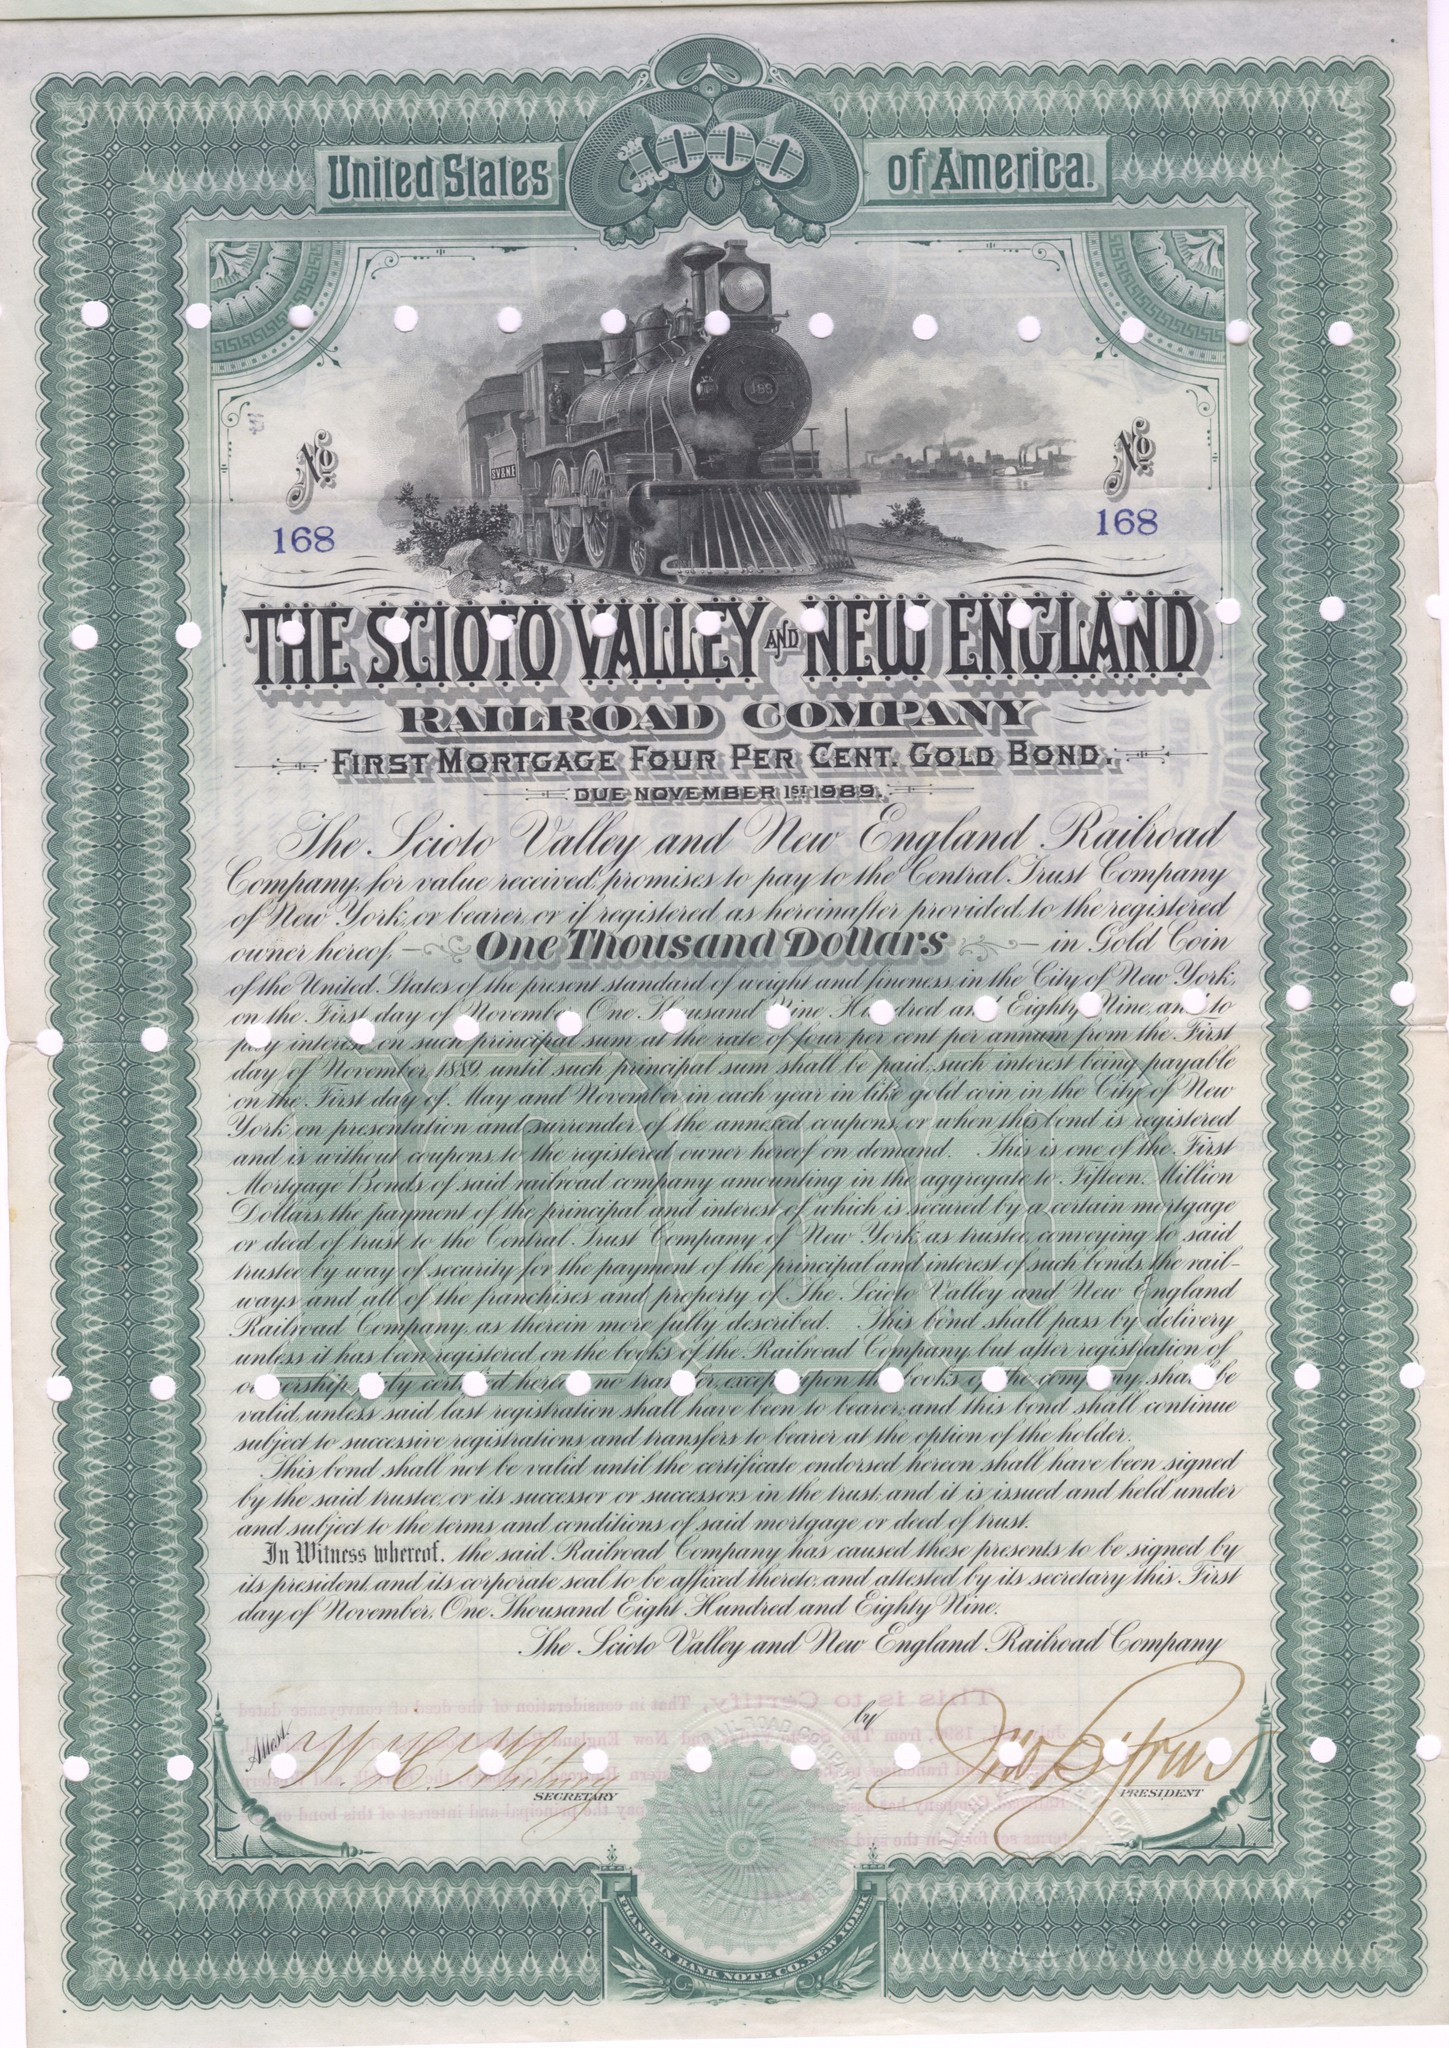 United States $1000 of America.
189
SV&NE
No No
168 168
THE SCIOTO VALLEY AND NEW ENGLAND
RAILROAD COMPANY
FIRST MORTGAGE FOUR PER CENT. GOLD BOND.
DUE NOVEMBER 1ST 1989.
The Scioto Valley and New England Railroad
Company, for value received, promises to pay to the Central Trust Company
of New York, or bearer, or if registered as hereinafter provided, to the registered
owner hereof, One Thousand Dollars in Gold Coin
of the United States of the present standard of weight and fineness, in the City of New York,
on the First day of November One Thousand Nine Hundred and Eighty Nine, and to
pay interest on such principal sum at the rate of four per cent per annum from the First
day of November 1889, until such principal sum shall be paid, such interest being payable
on the First day of May and November in each year in like gold coin in the City of New
York on presentation and surrender of the annexed coupons, or when this bond is registered
and is without coupons, to the registered owner hereof on demand. This is one of the First
Mortgage Bonds of said railroad company amounting in the aggregate to Fifteen Million
Dollars, the payment of the principal and interest of which is secured by a certain mortgage
or deed of trust to the Central Trust Company of New York, as trustee, conveying to said
trustee by way of security for the payment of the principal and interest of such bonds, the rail-
ways and all of the franchises and property of The Scioto Valley and New England
Railroad Company, as therein more fully described. This bond shall pass by delivery
unless it has been registered on the books of the Railroad Company, but after registration of
ownership duly certified hereon no transfer, except upon the books of the company, shall be
valid, unless said last registration shall have been to bearer, and this bond shall continue
subject to successive registrations and transfers to bearer at the option of the holder.
This bond shall not be valid until the certificate endorsed hereon shall have been signed
by the said trustee, or its successor or successors in the trust, and it is issued and held under
and subject to the terms and conditions of said mortgage or deed of trust.
In Witness whereof, the said Railroad Company has caused these presents to be signed by
its president, and its corporate seal to be affixed thereto, and attested by its secretary this First
day of November, One Thousand Eight Hundred and Eighty Nine.
The Scioto Valley and New England Railroad Company
Attest: by
SECRETARY PRESIDENT
FRANKLIN BANK NOTE CO. NEW YORK